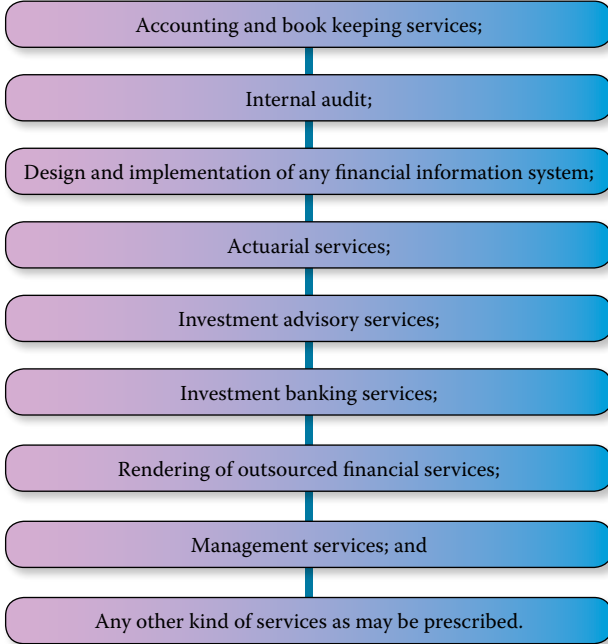 Accounting and book keeping services;
Internal audit;
Design and implementation of any financial information system;
Actuarial services;
Investment advisory services;
Investment banking services;
Rendering of outsourced financial services;
Management services; and
Any other kind of services as may be prescribed.